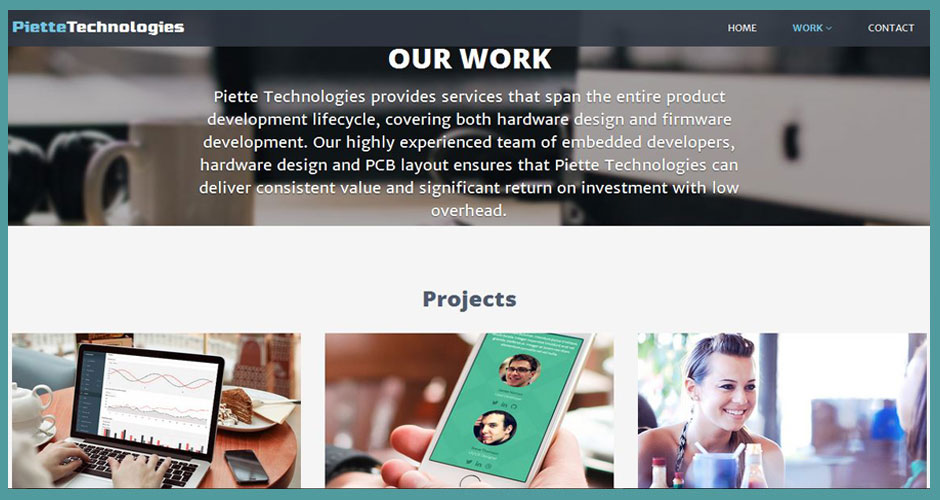 PietteTechnologies
HOME WORK CONTACT
OUR WORK
Piette Technologies provides services that span the entire product
development lifecycle, covering both hardware design and firmware
development. Our highly experienced team of embedded developers,
hardware design and PCB layout ensures that Piette Technologies can
deliver consistent value and significant return on investment with low
overhead.
Projects